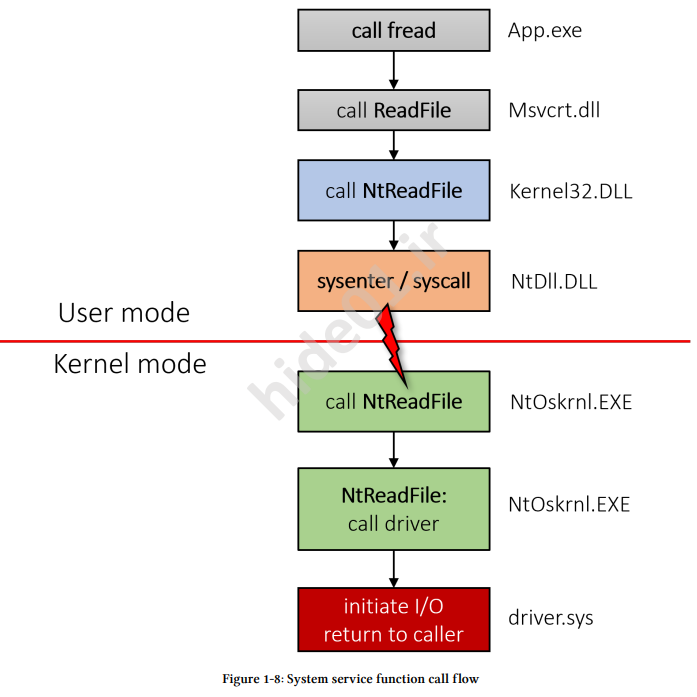 call fread
App.exe
call ReadFile
Msvcrt.dll
call NtReadFile
Kernel32.DLL
sysenter / syscall
NtDll.DLL
User mode
Kernel mode
call NtReadFile
NtOskrnl.EXE
NtReadFile:
call driver
NtOskrnl.EXE
initiate I/O
return to caller
driver.sys
hide01.ir
Figure 1-8: System service function call flow